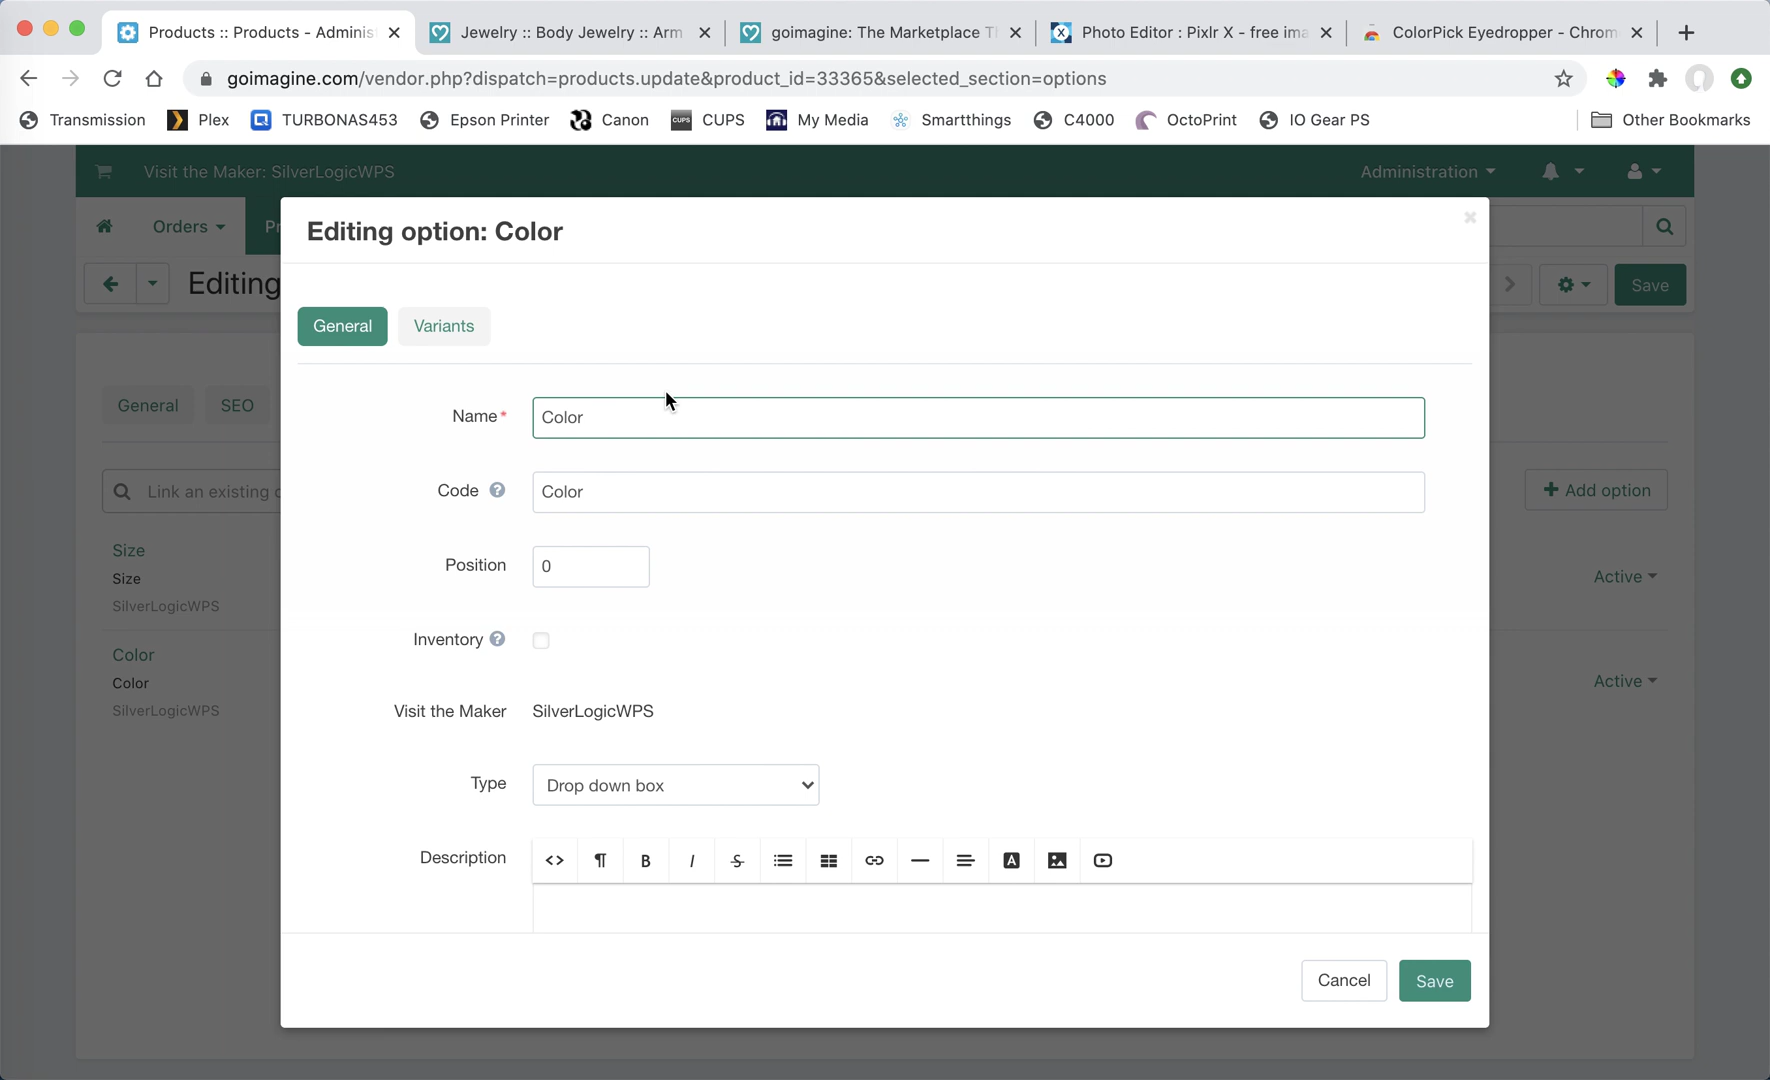 Products :: Products - Adminis
Jewelry :: Body Jewelry :: Arm
goimagine: The Marketplace T
Photo Editor : Pixlr X - free ima
ColorPick Eyedropper - Chrom
goimagine.com/vendor.php?dispatch=products.update&product_id=33365&selected_section=options
Transmission
Plex
TURBONAS453
Epson Printer
Canon
CUPS
CUPS
My Media
Smartthings
C4000
OctoPrint
IO Gear PS
Other Bookmarks
Visit the Maker: SilverLogicWPS
Administration
Orders
Pr
Editing
Save
Editing option: Color
General
Variants
General
SEO
Name*
Color
Code
Color
Link an existing
Add option
Position
0
Size
Size
SilverLogicWPS
Active
Inventory
Color
Color
SilverLogicWPS
Active
Visit the Maker
SilverLogicWPS
Type
Drop down box
Description
B
I
S
A
Cancel
Save